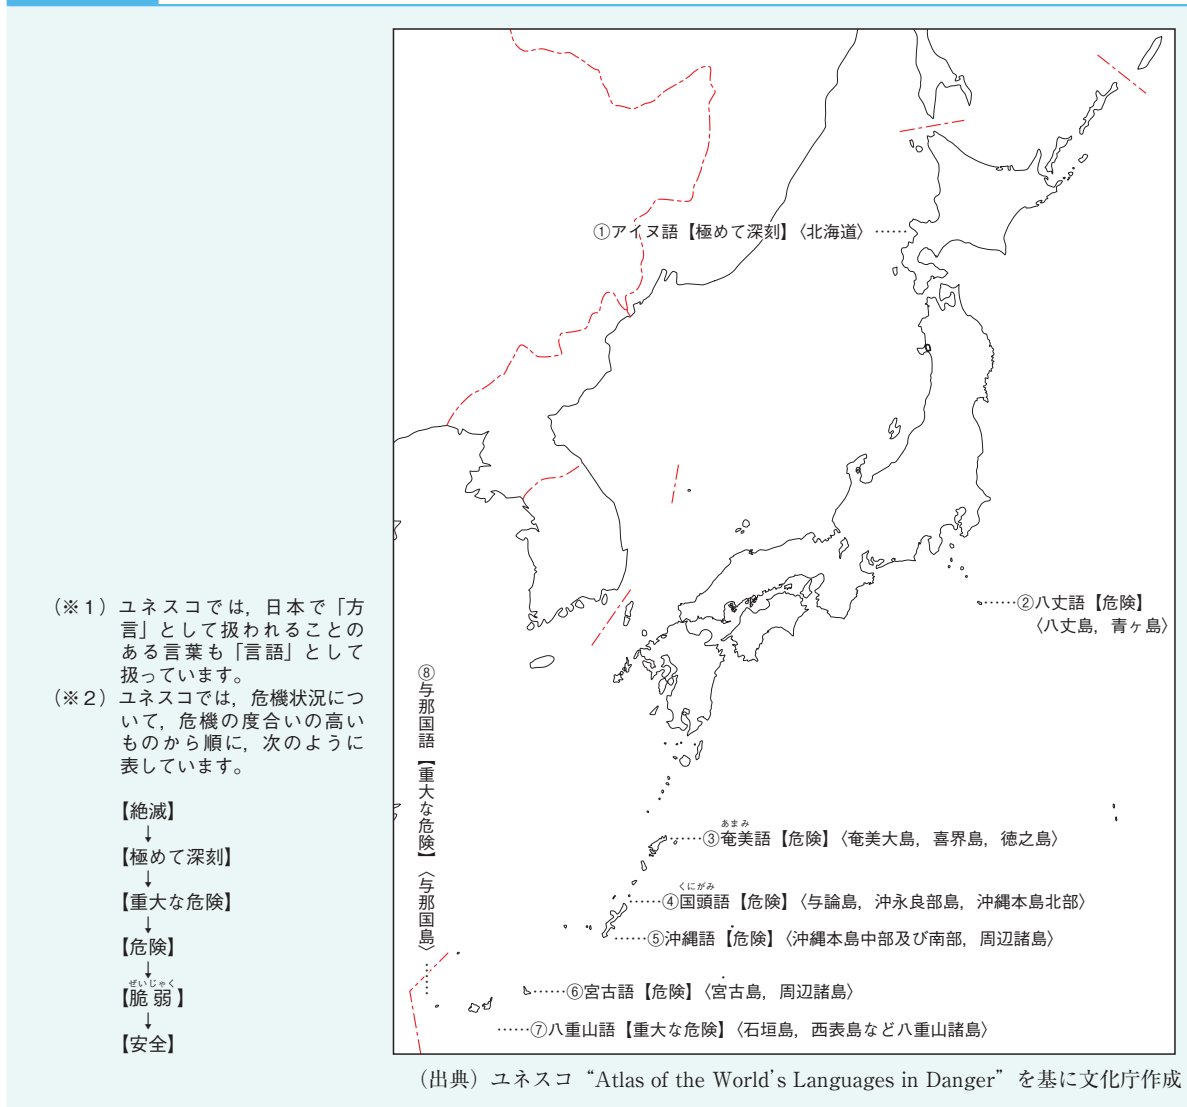 ①アイヌ語【極めて深刻】〈北海道〉……
……②八丈語【危険】
〈八丈島，青ヶ島〉
⑧与那国語【重大な危険】〈与那国島〉……
あまみ
……③奄美語【危険】〈奄美大島，喜界島，徳之島〉
くにがみ
……④国頭語【危険】〈与論島，沖永良部島，沖縄本島北部〉
……⑤沖縄語【危険】〈沖縄本島中部及び南部，周辺諸島〉
……⑥宮古語【危険】〈宮古島，周辺諸島〉
……⑦八重山語【重大な危険】〈石垣島，西表島など八重山諸島〉
（※１）ユネスコでは，日本で「方
言」として扱われることの
ある言葉も「言語」として
扱っています。
（※２）ユネスコでは，危機状況につ
いて，危機の度合いの高い
ものから順に，次のように
表しています。
【絶滅】
↓
【極めて深刻】
↓
【重大な危険】
↓
【危険】
↓
ぜいじゃく
【脆弱】
↓
【安全】
（出典）ユネスコ“Atlas of the World’s Languages in Danger”を基に文化庁作成